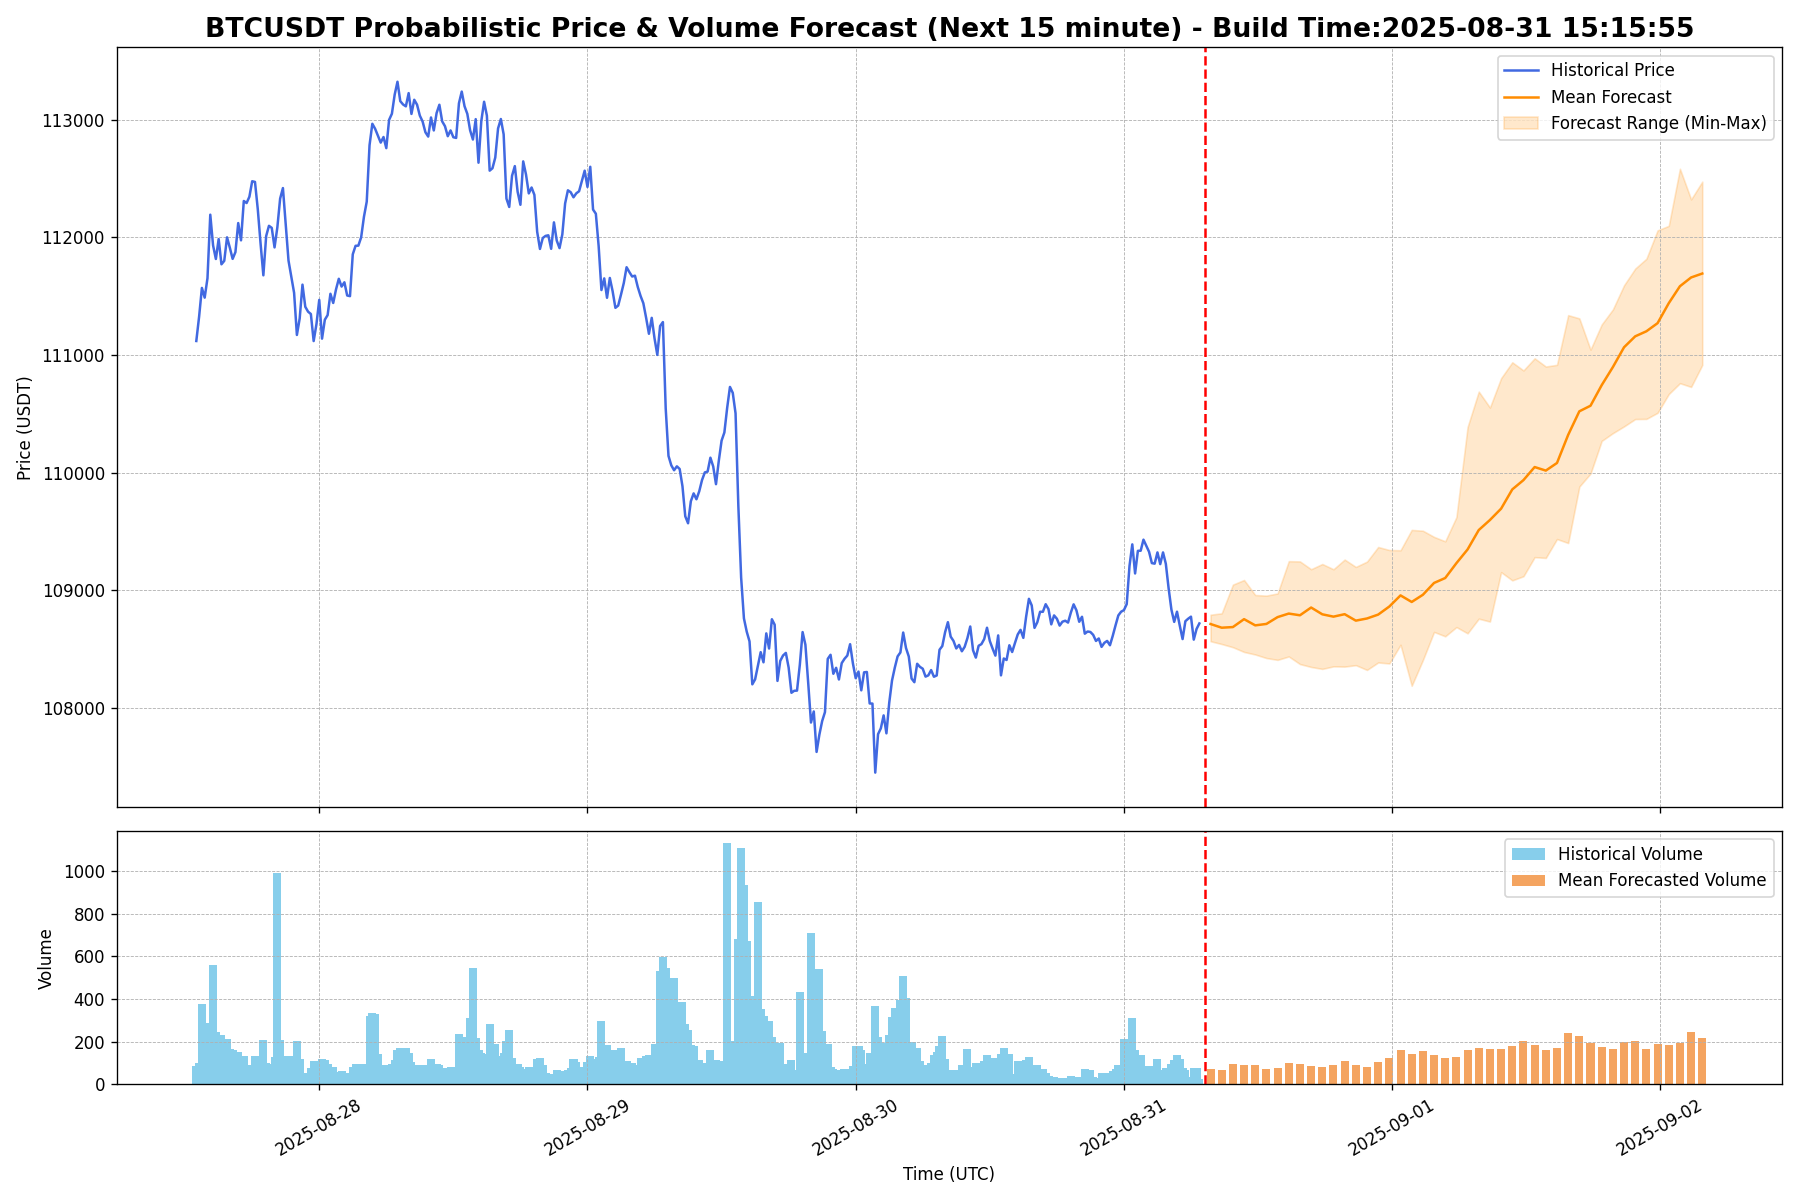 BTCUSDT Probabilistic Price & Volume Forecast (Next 15 minute) - Build Time:2025-08-31 15:15:55
Historical Price
Mean Forecast
Forecast Range (Min-Max)
Price (USDT)
113000
112000
111000
110000
109000
108000
Historical Volume
Mean Forecasted Volume
Volume
1000
800
600
400
200
0
2025-08-28
2025-08-29
2025-08-30
2025-08-31
2025-09-01
2025-09-02
Time (UTC)